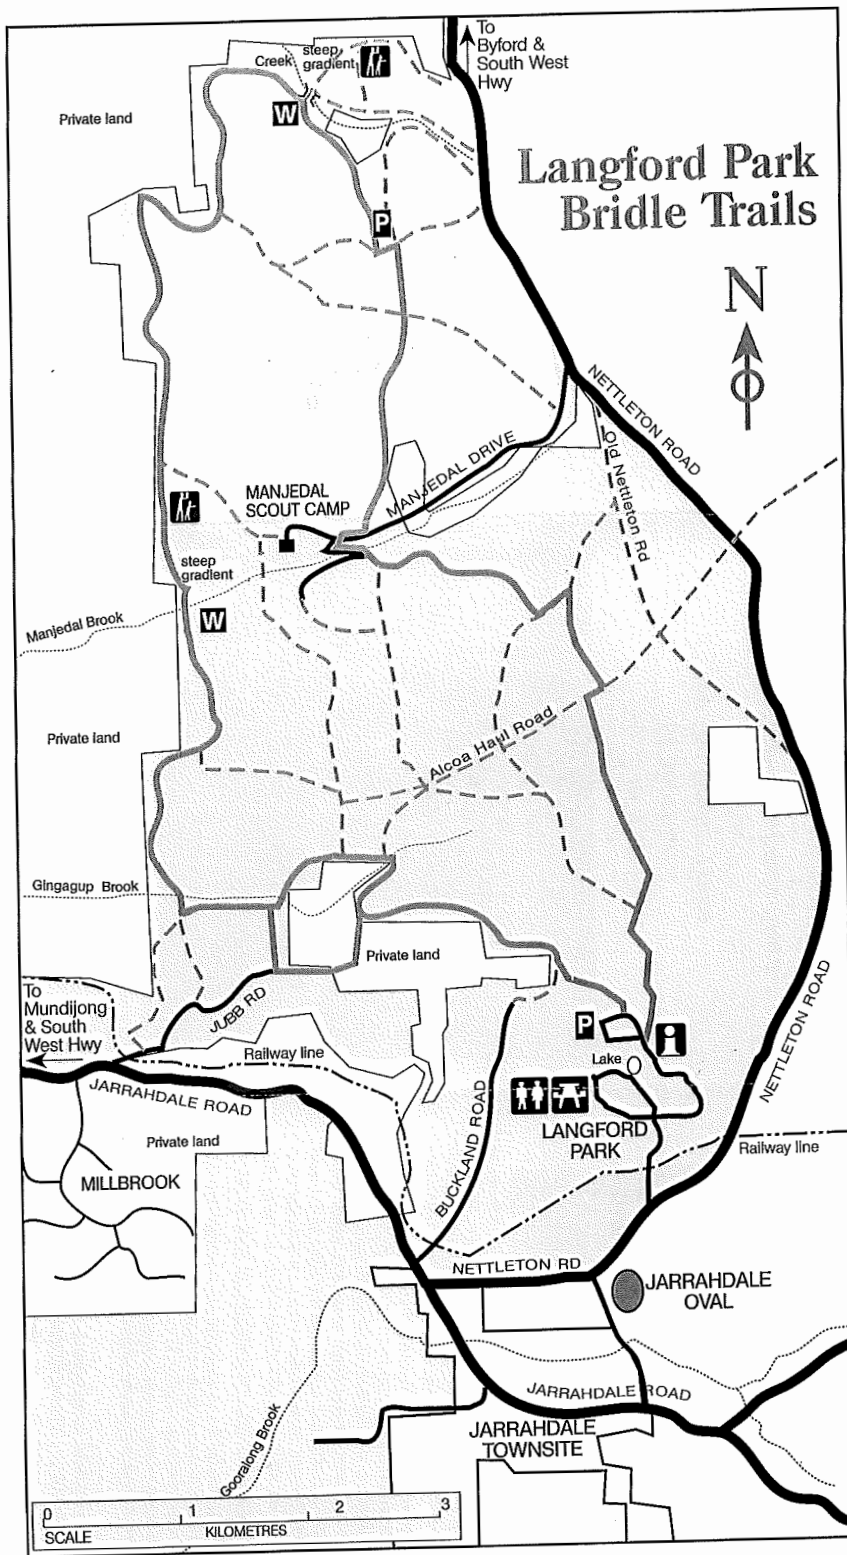 To
Byford &
South West
Hwy
steep
gradient
Creek
W
Private land
Langford Park
Bridle Trails
P
N
NETTLETON ROAD
Old Nettleton Rd
MANJEDAL DRIVE
MANJEDAL
SCOUT CAMP
steep
gradient
W
Manjedal Brook
Private land
Alcoa Haul Road
Gingagup Brook
Private land
To
Mundijong
& South
West Hwy
JUBB RD
P
i
Lake
NETTLETON ROAD
Railway line
JARRAHDALE ROAD
BUCKLAND ROAD
LANGFORD
PARK
Railway line
Private land
MILLBROOK
NETTLETON RD
JARRAHDALE
OVAL
JARRAHDALE ROAD
JARRAHDALE
TOWNSITE
Gooralong Brook
0 1 2 3
SCALE KILOMETRES